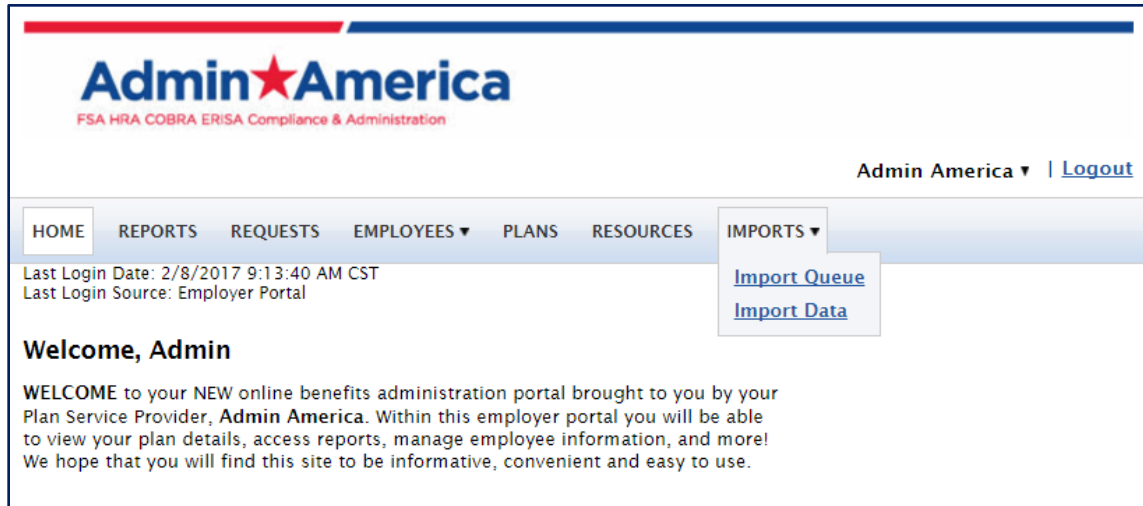 Admin★America
FSA HRA COBRA ERISA Compliance & Administration
Admin America ▼ | Logout
HOME REPORTS REQUESTS EMPLOYEES ▼ PLANS RESOURCES IMPORTS ▼
Last Login Date: 2/8/2017 9:13:40 AM CST
Last Login Source: Employer Portal
Import Queue
Import Data
Welcome, Admin
WELCOME to your NEW online benefits administration portal brought to you by your
Plan Service Provider, Admin America. Within this employer portal you will be able
to view your plan details, access reports, manage employee information, and more!
We hope that you will find this site to be informative, convenient and easy to use.